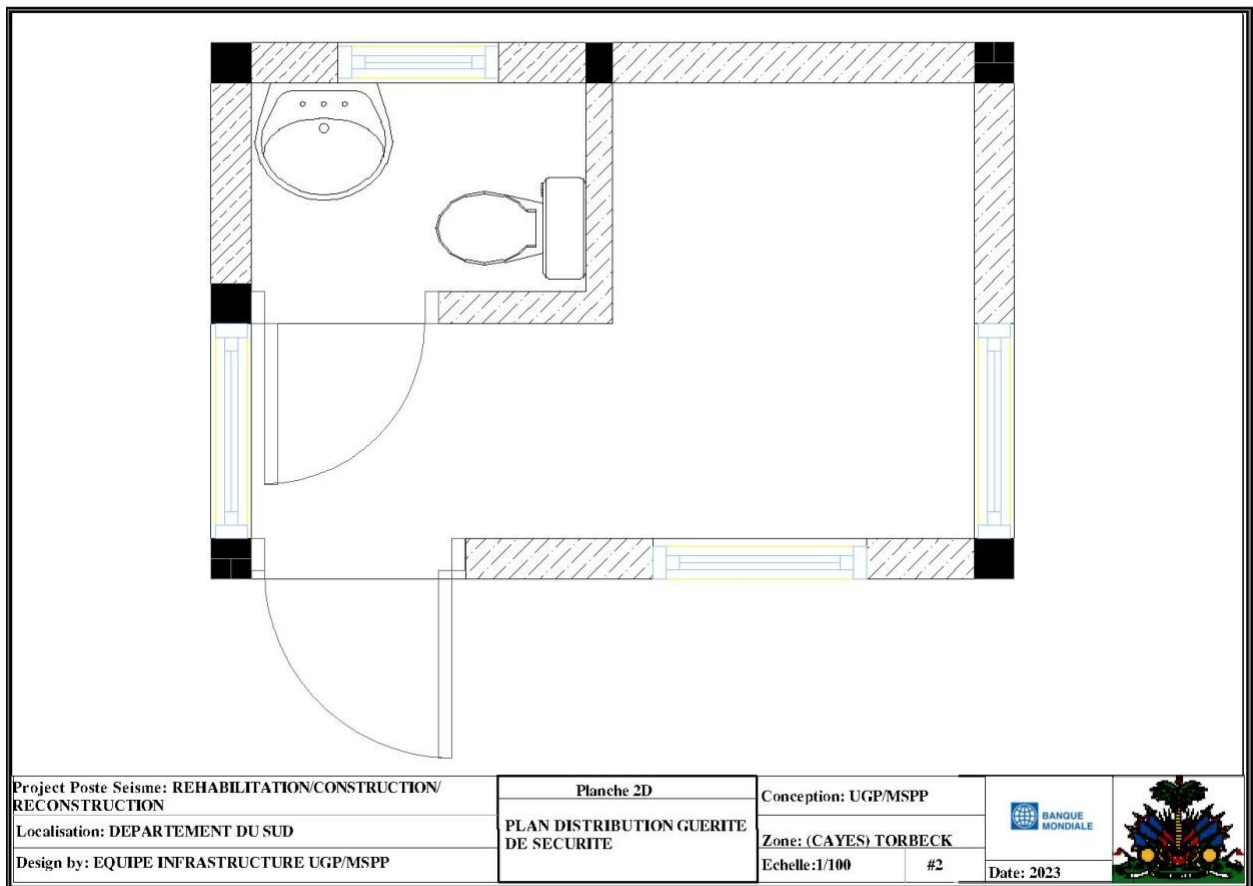 Project Poste Seisme: REHABILITATION/CONSTRUCTION/
RECONSTRUCTION
Localisation: DEPARTEMENT DU SUD
Design by: EQUIPE INFRASTRUCTURE UGP/MSPP
Planche 2D
PLAN DISTRIBUTION GUERITE
DE SECURITE
Conception: UGP/MSPP
Zone: (CAYES) TORBECK
Echelle:1/100
#2
BANQUE
MONDIALE
Date: 2023